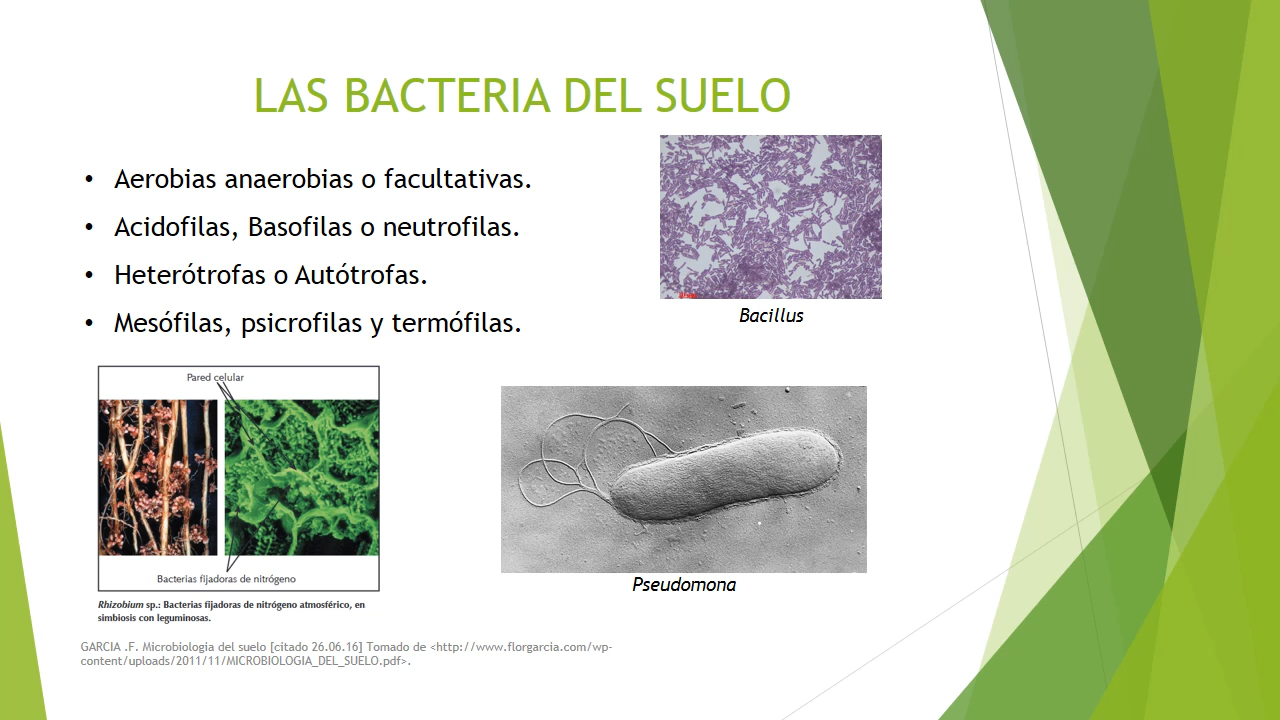 LAS BACTERIA DEL SUELO
• Aerobias anaerobias o facultativas.
• Acidofilas, Basofilas o neutrofilas.
• Heterótrofas o Autótrofas.
• Mesófilas, psicrofilas y termófilas.
Bacillus
Pared celular
Bacterias fijadoras de nitrógeno
Rhizobium sp.: Bacterias fijadoras de nitrógeno atmosférico, en
simbiosis con leguminosas.
Pseudomona
GARCIA .F. Microbiologia del suelo [citado 26.06.16] Tomado de <http://www.florgarcia.com/wp-
content/uploads/2011/11/MICROBIOLOGIA_DEL_SUELO.pdf>.